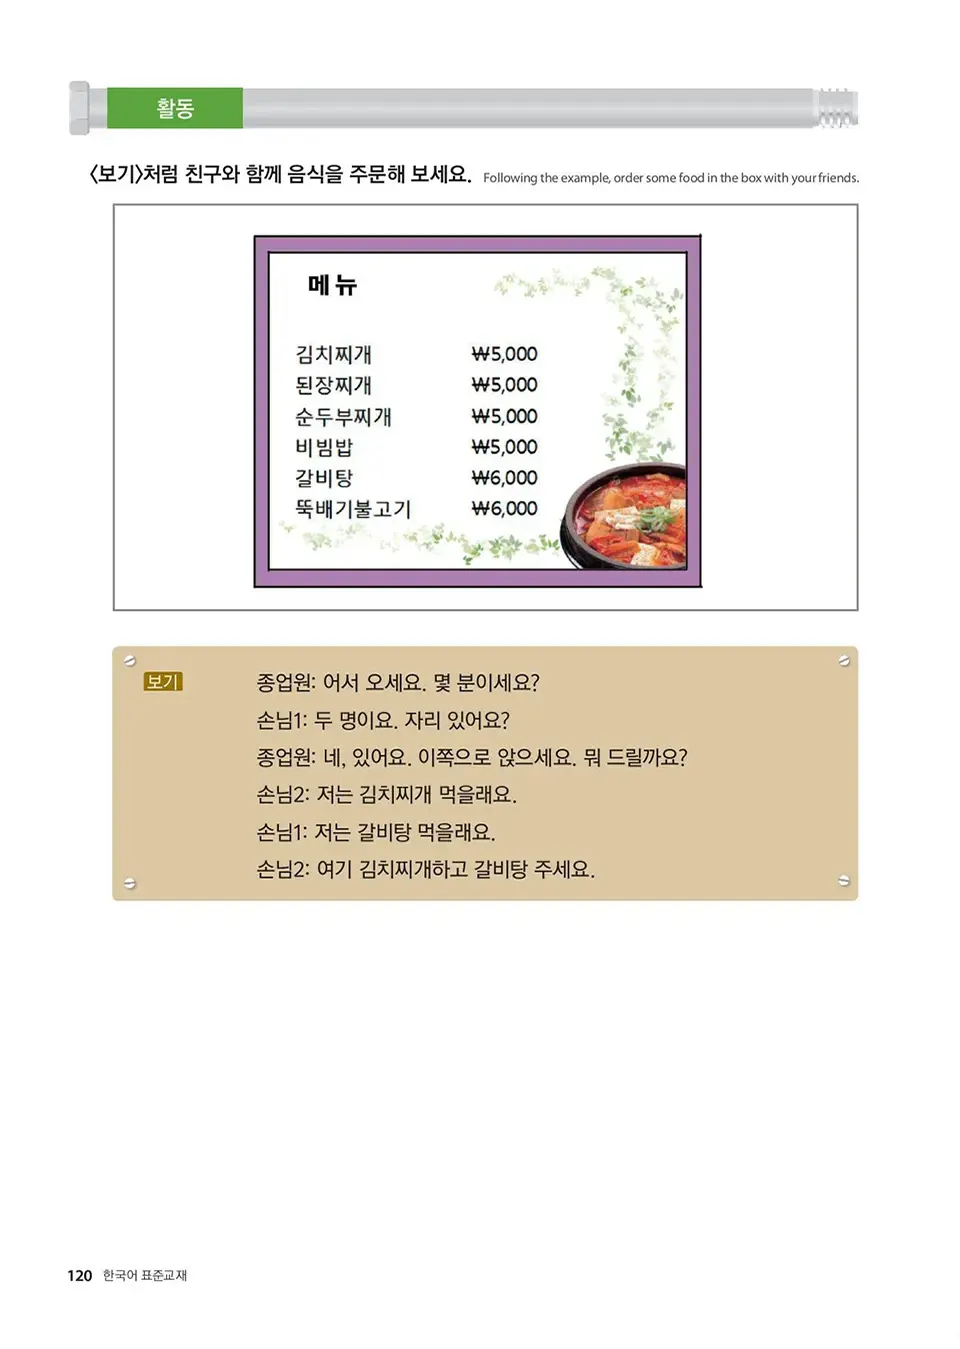 활동
〈보기〉처럼 친구와 함께 음식을 주문해 보세요. Following the example, order some food in the box with your friends.
메뉴
김치찌개 ₩5,000
된장찌개 ₩5,000
순두부찌개 ₩5,000
비빔밥 ₩5,000
갈비탕 ₩6,000
뚝배기불고기 ₩6,000
보기 종업원: 어서 오세요. 몇 분이세요?
손님1: 두 명이요. 자리 있어요?
종업원: 네, 있어요. 이쪽으로 앉으세요. 뭐 드릴까요?
손님2: 저는 김치찌개 먹을래요.
손님1: 저는 갈비탕 먹을래요.
손님2: 여기 김치찌개하고 갈비탕 주세요.
120 한국어 표준교재